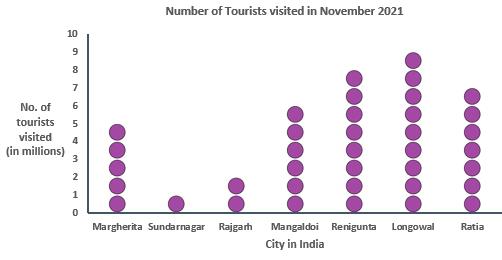 Number of Tourists visited in November 2021
10
9
8
7
6
5
4
3
2
1
0
No. of
tourists
visited
(in millions)
Margherita Sundarnagar Rajgarh Mangaldoi Renigunta Longowal Ratia
City in India